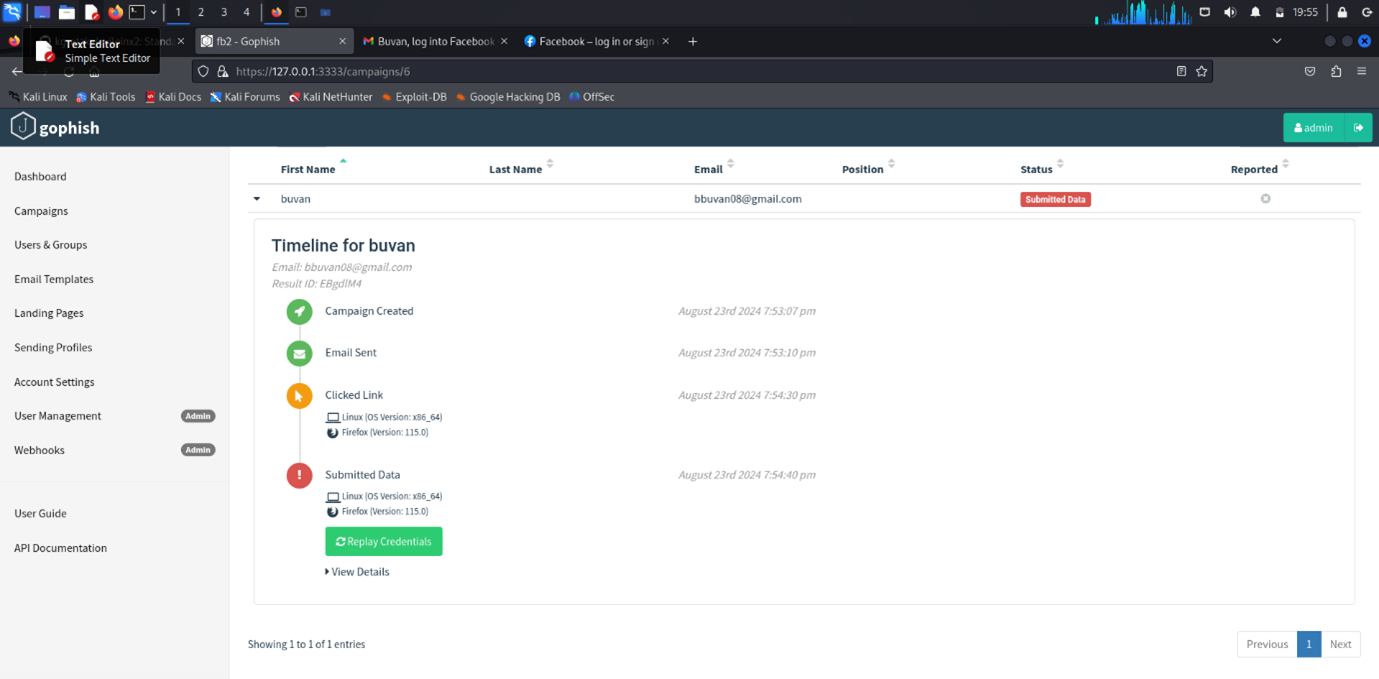 1 2 3 4 19:55
Text Editor
Simple Text Editor
fb2 - Gophish
Buvan, log into Facebook
Facebook – log in or sign
https://127.0.0.1:3333/campaigns/6
Kali Linux Kali Tools Kali Docs Kali Forums Kali NetHunter Exploit-DB Google Hacking DB OffSec
gophish admin
Dashboard
Campaigns
Users & Groups
Email Templates
Landing Pages
Sending Profiles
Account Settings
User Management Admin
Webhooks Admin
User Guide
API Documentation
First Name Last Name Email Position Status Reported
buvan bbuvan08@gmail.com Submitted Data
Timeline for buvan
Email: bbuvan08@gmail.com
Result ID: EBgdlM4
Campaign Created August 23rd 2024 7:53:07 pm
Email Sent August 23rd 2024 7:53:10 pm
Clicked Link August 23rd 2024 7:54:30 pm
Linux (OS Version: x86_64)
Firefox (Version: 115.0)
Submitted Data August 23rd 2024 7:54:40 pm
Linux (OS Version: x86_64)
Firefox (Version: 115.0)
Replay Credentials
View Details
Showing 1 to 1 of 1 entries
Previous 1 Next